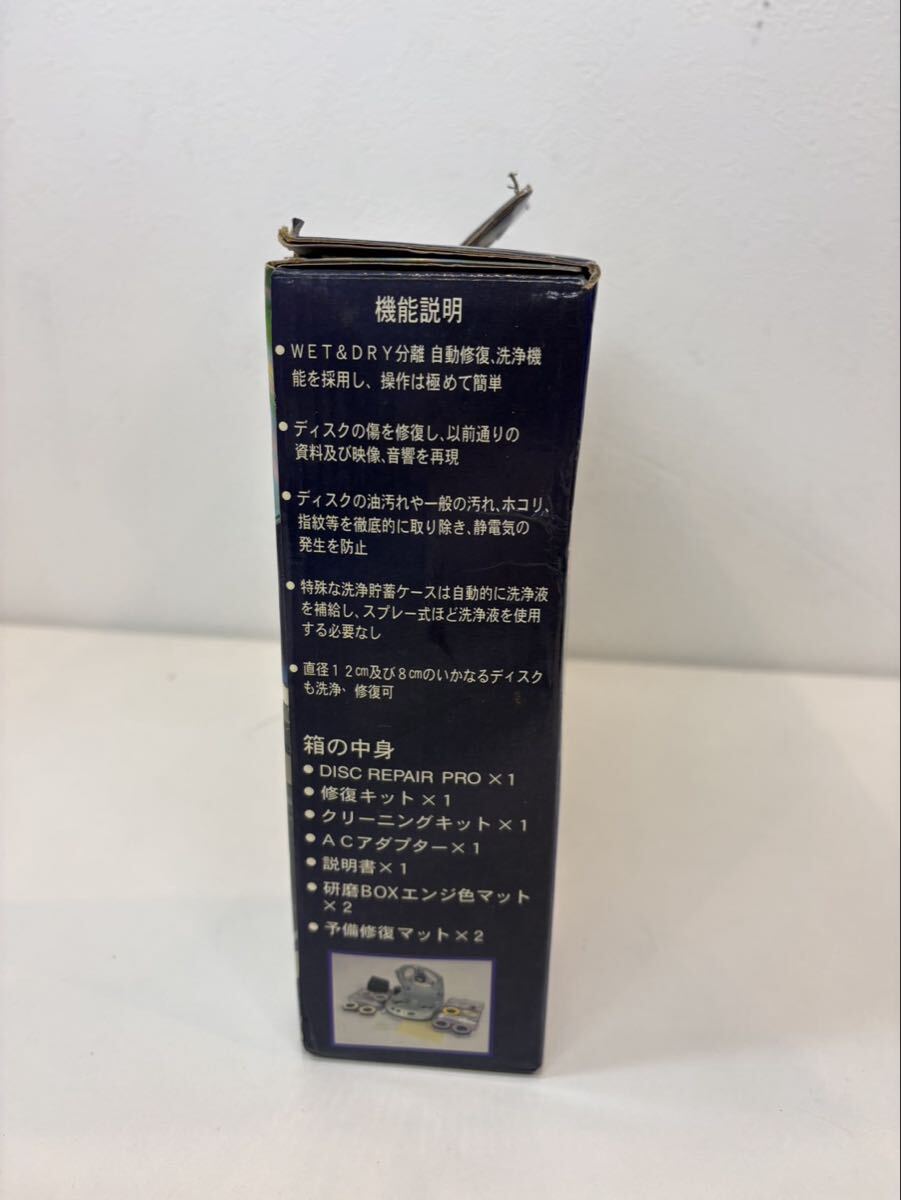 機能説明
●WET&DRY分離 自動修復、洗浄機
能を採用し、操作は極めて簡単
●ディスクの傷を修復し、以前通りの
資料及び映像、音響を再現
●ディスクの油汚れや一般の汚れ、ホコリ、
指紋等を徹底的に取り除き、静電気の
発生を防止
●特殊な洗浄貯蓄ケースは自動的に洗浄液
を補給し、スプレー式ほど洗浄液を使用
する必要なし
●直径12㎝及び8㎝のいかなるディスク
も洗浄、修復可
箱の中身
●DISC REPAIR PRO×1
●修復キット×1
●クリーニングキット×1
●ACアダプター×1
●説明書×1
●研磨BOXエンジ色マット
×2
●予備修復マット×2